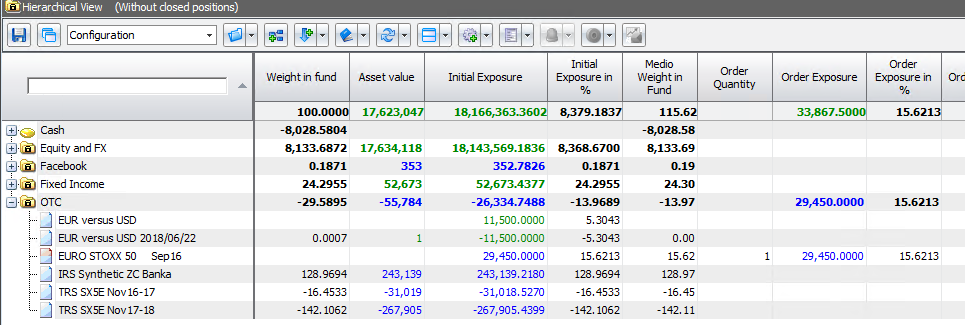 Hierarchical View (Without closed positions)
Configuration
Weight in fund Asset value Initial Exposure Initial Exposure in % Medio Weight in Fund Order Quantity Order Exposure Order Exposure in %
100.0000 17,623,047 18,166,363.3602 8,379.1837 115.62 33,867.5000 15.6213
Cash -8,028.5804 -8,028.58
Equity and FX 8,133.6872 17,634,118 18,143,569.1836 8,368.6700 8,133.69
Facebook 0.1871 353 352.7826 0.1871 0.19
Fixed Income 24.2955 52,673 52,673.4377 24.2955 24.30
OTC -29.5895 -55,784 -26,334.7488 -13.9689 -13.97 29,450.0000 15.6213
EUR versus USD 11,500.0000 5.3043
EUR versus USD 2018/06/22 0.0007 1 -11,500.0000 -5.3043 0.00
EURO STOXX 50 Sep16 29,450.0000 15.6213 15.62 1 29,450.0000 15.6213
IRS Synthetic ZC Banka 128.9694 243,139 243,139.2180 128.9694 128.97
TRS SX5E Nov16-17 -16.4533 -31,019 -31,018.5270 -16.4533 -16.45
TRS SX5E Nov17-18 -142.1062 -267,905 -267,905.4399 -142.1062 -142.11